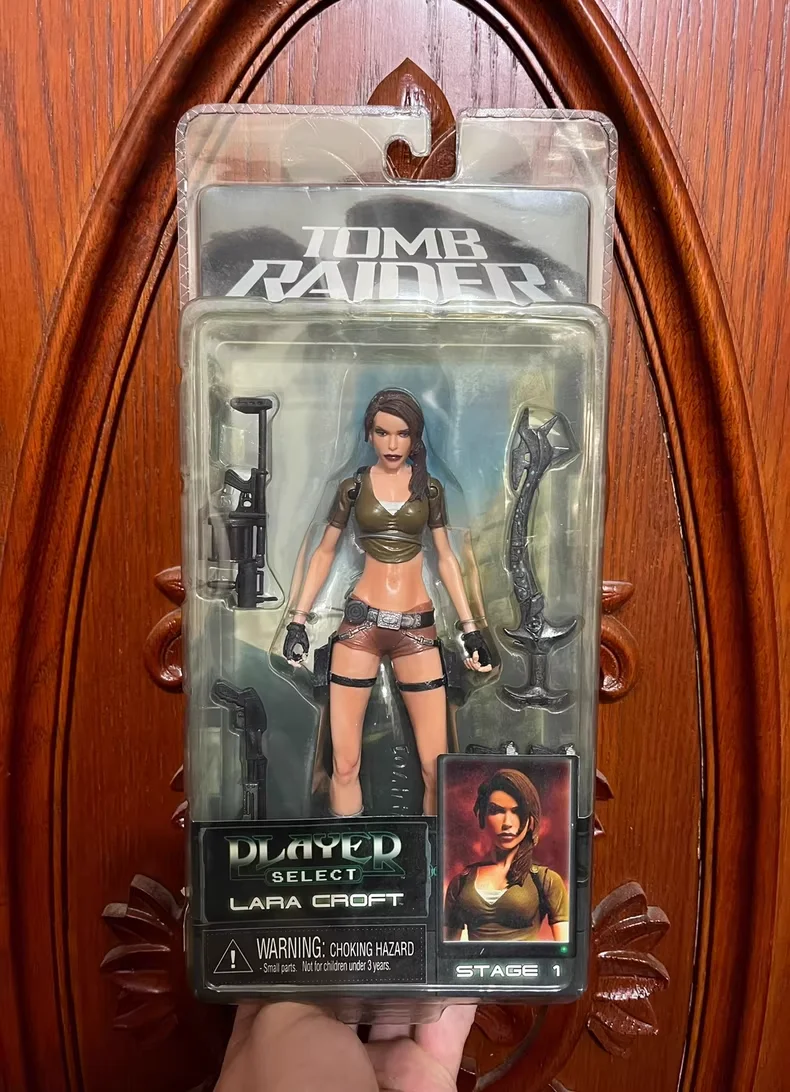 TOMB
RAIDER
PLAYER
SELECT
LARA CROFT
WARNING: CHOKING HAZARD
- Small parts. Not for children under 3 years.
STAGE 1